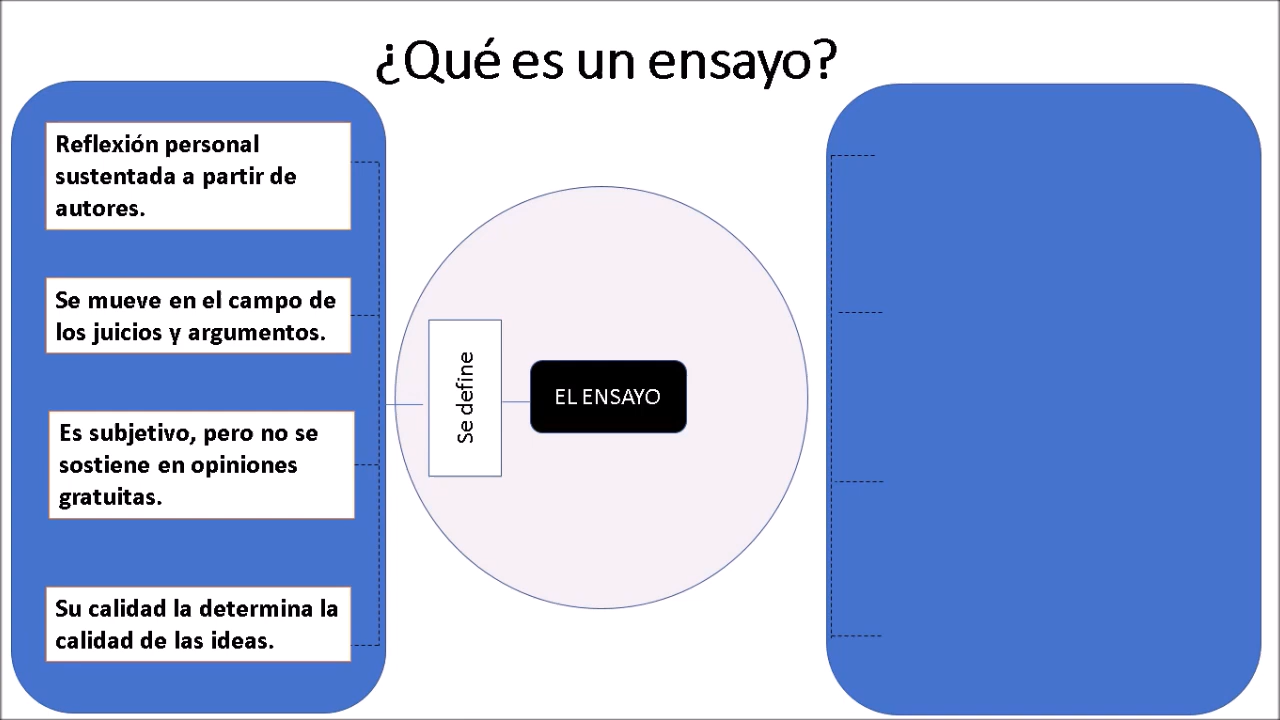 ¿Qué es un ensayo?
Reflexión personal
sustentada a partir de
autores.
Se mueve en el campo de
los juicios y argumentos.
Es subjetivo, pero no se
sostiene en opiniones
gratuitas.
Su calidad la determina la
calidad de las ideas.
Se define
EL ENSAYO